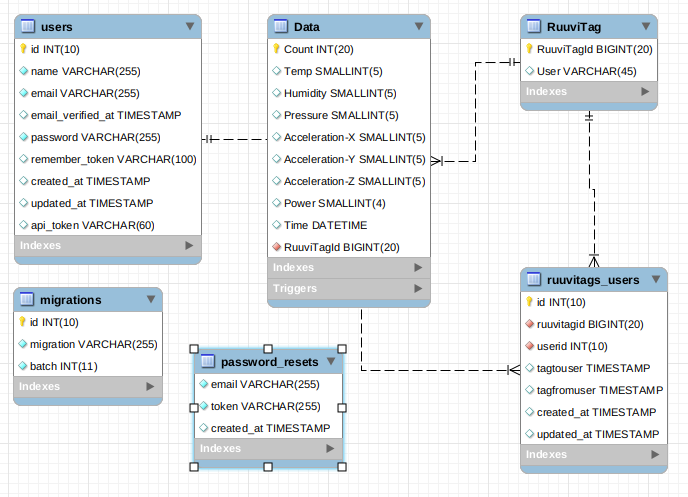 users
id INT(10)
name VARCHAR(255)
email VARCHAR(255)
email_verified_at TIMESTAMP
password VARCHAR(255)
remember_token VARCHAR(100)
created_at TIMESTAMP
updated_at TIMESTAMP
api_token VARCHAR(60)
Indexes
Data
Count INT(20)
Temp SMALLINT(5)
Humidity SMALLINT(5)
Pressure SMALLINT(5)
Acceleration-X SMALLINT(5)
Acceleration-Y SMALLINT(5)
Acceleration-Z SMALLINT(5)
Power SMALLINT(4)
Time DATETIME
RuuviTagId BIGINT(20)
Indexes
Triggers
RuuviTag
RuuviTagId BIGINT(20)
User VARCHAR(45)
Indexes
migrations
id INT(10)
migration VARCHAR(255)
batch INT(11)
Indexes
password_resets
email VARCHAR(255)
token VARCHAR(255)
created_at TIMESTAMP
Indexes
ruuvitags_users
id INT(10)
ruuvitagid BIGINT(20)
userid INT(10)
tagtouser TIMESTAMP
tagfromuser TIMESTAMP
created_at TIMESTAMP
updated_at TIMESTAMP
Indexes